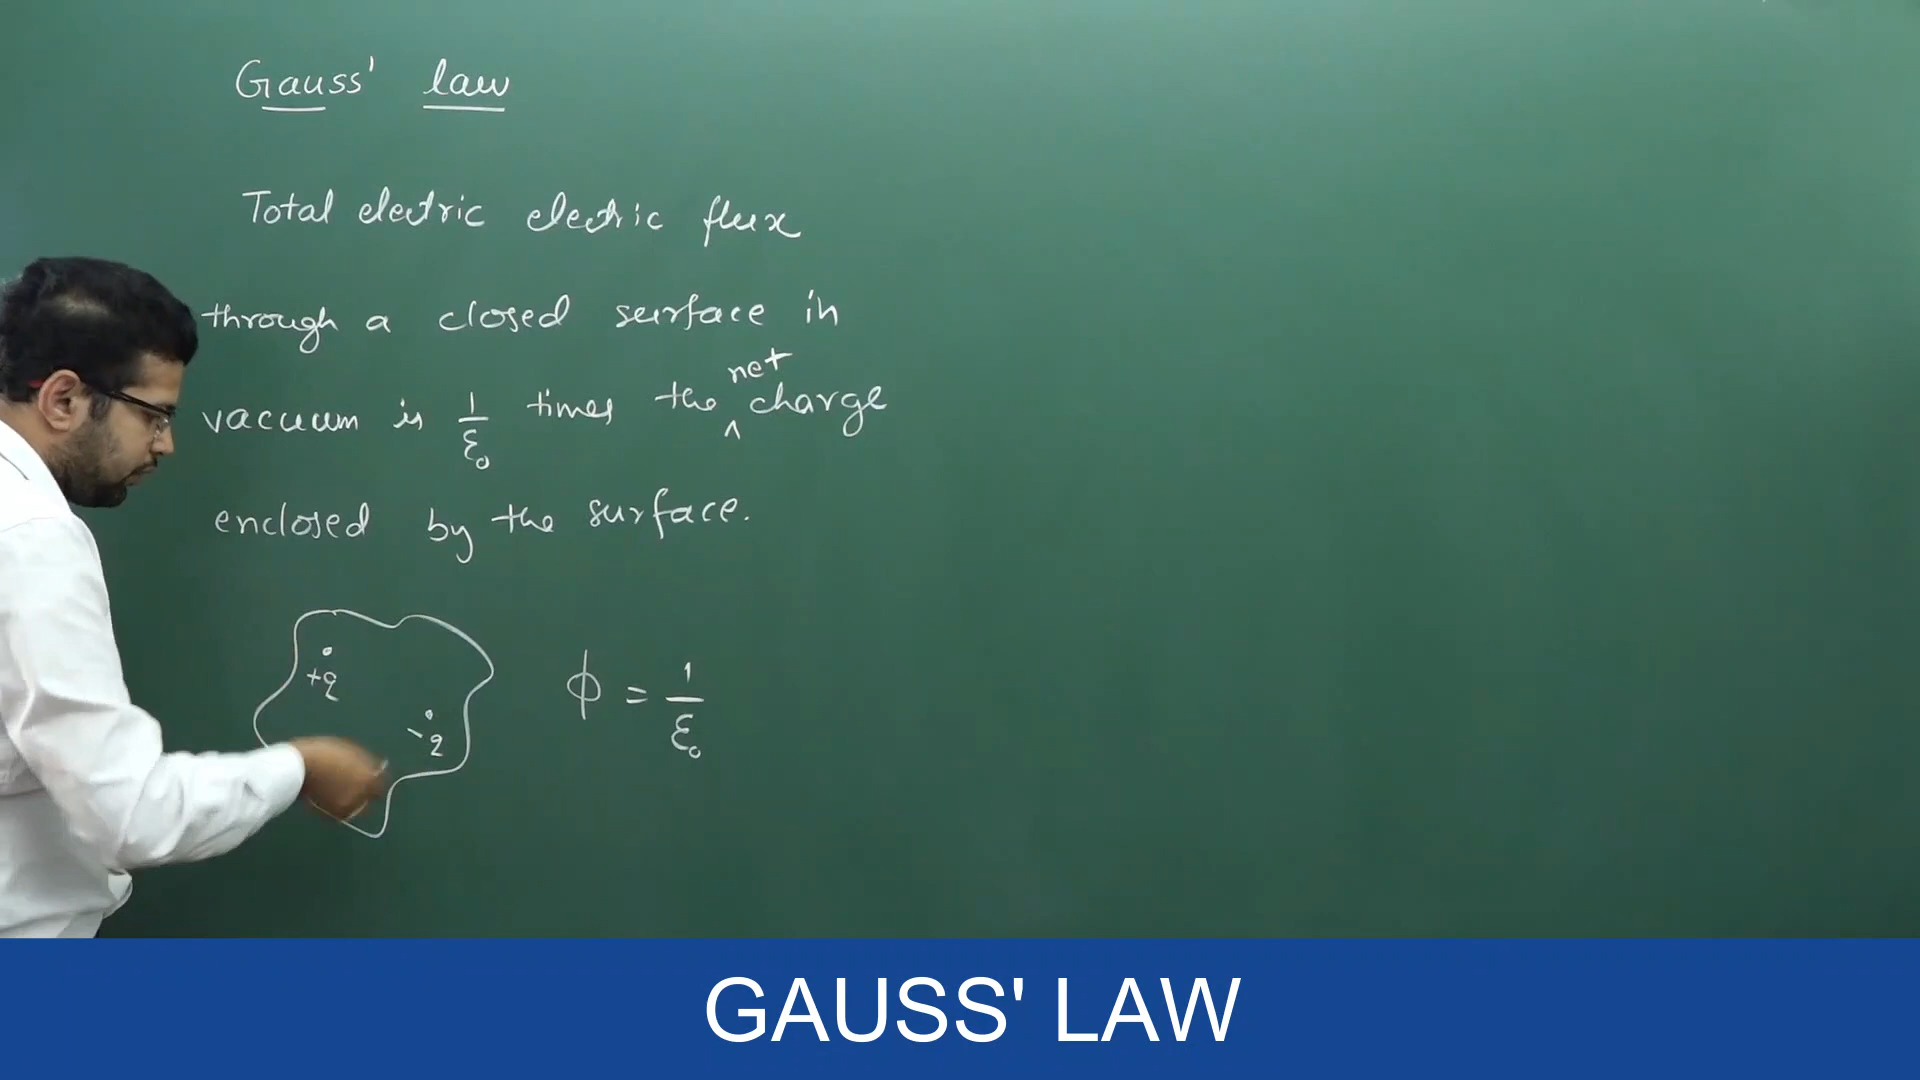 Gauss' law
Total electric electric flux
through a closed surface in
net
vacuum is 1/ε₀ times the ^ charge
enclosed by the surface.
+q
-q
ϕ = 1/ε₀
GAUSS' LAW